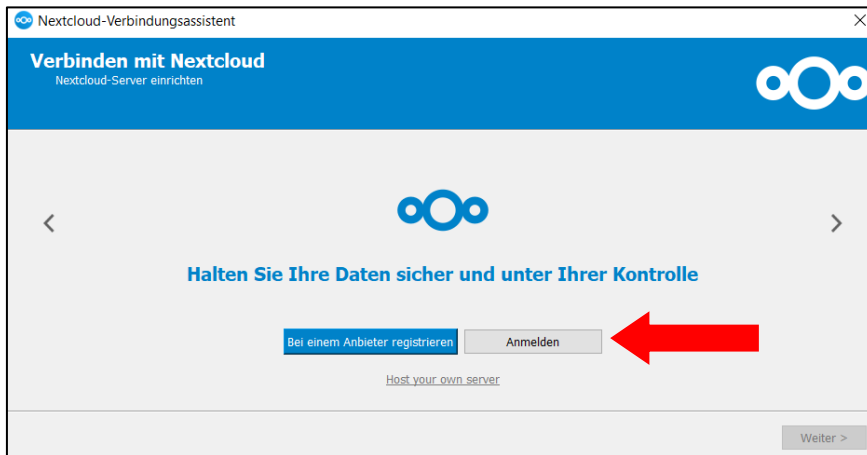 Nextcloud-Verbindungsassistent
Verbinden mit Nextcloud
Nextcloud-Server einrichten
Halten Sie Ihre Daten sicher und unter Ihrer Kontrolle
Bei einem Anbieter registrieren
Anmelden
Host your own server
Weiter >